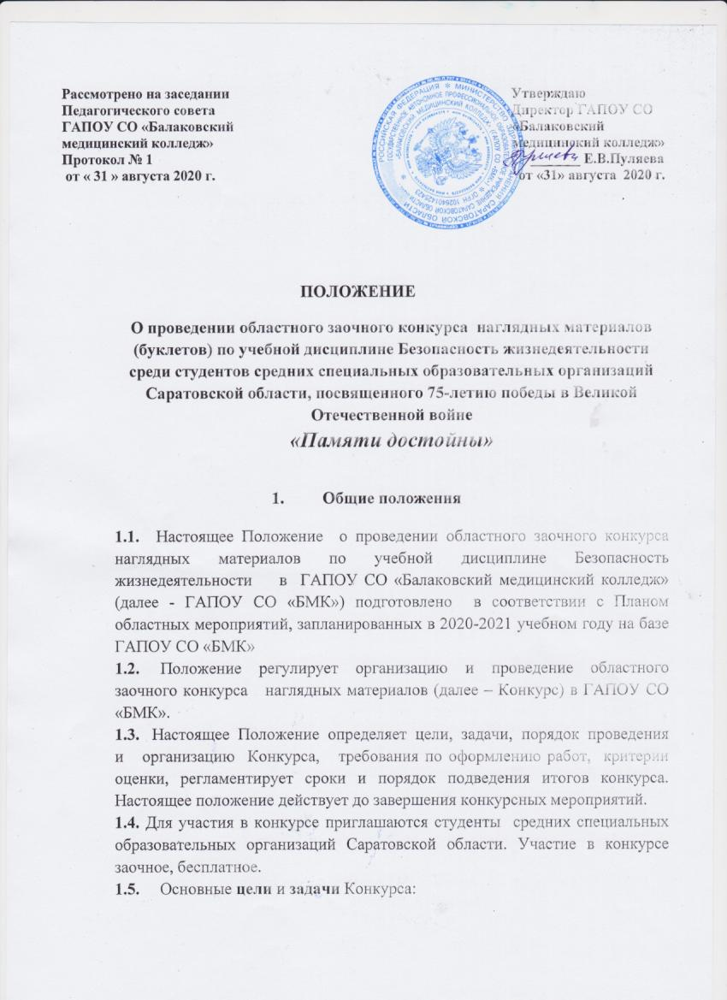 Рассмотрено на заседании
Педагогического совета
ГАПОУ СО «Балаковский
медицинский колледж»
Протокол № 1
от « 31 » августа 2020 г.
Утверждаю
Директор ГАПОУ СО
«Балаковский
медицинский колледж»
Е.В.Пуляева
от «31» августа 2020 г.
ПОЛОЖЕНИЕ
О проведении областного заочного конкурса наглядных материалов
(буклетов) по учебной дисциплине Безопасность жизнедеятельности
среди студентов средних специальных образовательных организаций
Саратовской области, посвященного 75-летию победы в Великой
Отечественной войне
«Памяти достойны»
1. Общие положения
1.1. Настоящее Положение о проведении областного заочного конкурса
наглядных материалов по учебной дисциплине Безопасность
жизнедеятельности в ГАПОУ СО «Балаковский медицинский колледж»
(далее - ГАПОУ СО «БМК») подготовлено в соответствии с Планом
областных мероприятий, запланированных в 2020-2021 учебном году на базе
ГАПОУ СО «БМК»
1.2. Положение регулирует организацию и проведение областного
заочного конкурса наглядных материалов (далее – Конкурс) в ГАПОУ СО
«БМК».
1.3. Настоящее Положение определяет цели, задачи, порядок проведения
и организацию Конкурса, требования по оформлению работ, критерии
оценки, регламентирует сроки и порядок подведения итогов конкурса.
Настоящее положение действует до завершения конкурсных мероприятий.
1.4. Для участия в конкурсе приглашаются студенты средних специальных
образовательных организаций Саратовской области. Участие в конкурсе
заочное, бесплатное.
1.5. Основные цели и задачи Конкурса: